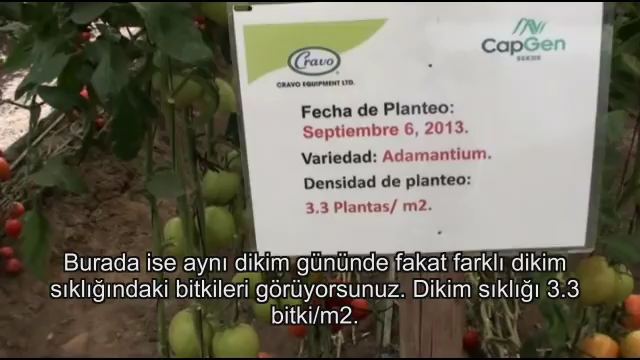 Cravo
CRAVO EQUIPMENT LTD.
CapGen
SEEDS
Fecha de Planteo:
Septiembre 6, 2013.
Variedad: Adamantium.
Densidad de planteo:
3.3 Plantas/ m2.
Burada ise aynı dikim gününde fakat farklı dikim
sıklığındaki bitkileri görüyorsunuz. Dikim sıklığı 3.3
bitki/m2.